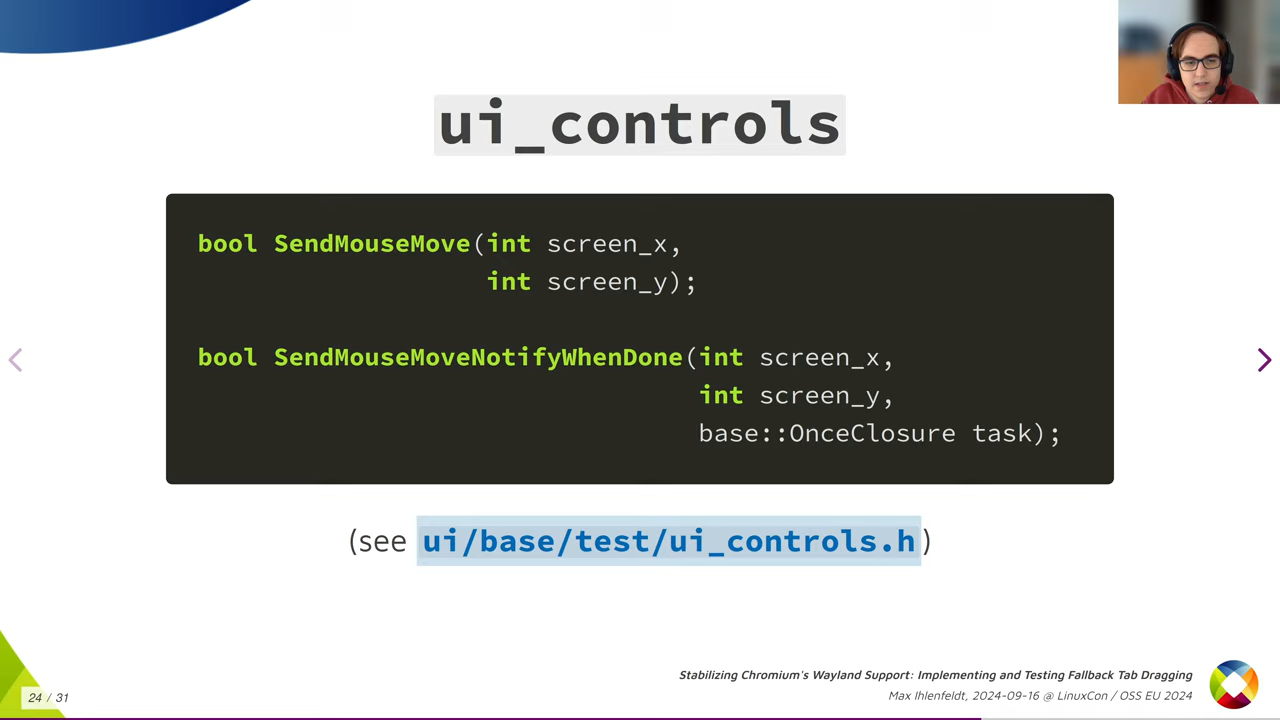 ui_controls
bool SendMouseMove(int screen_x,
int screen_y);
bool SendMouseMoveNotifyWhenDone(int screen_x,
int screen_y,
base::OnceClosure task);
(see ui/base/test/ui_controls.h)
Stabilizing Chromium's Wayland Support: Implementing and Testing Fallback Tab Dragging
24 / 31
Max Ihlenfeldt, 2024-09-16 @ LinuxCon / OSS EU 2024